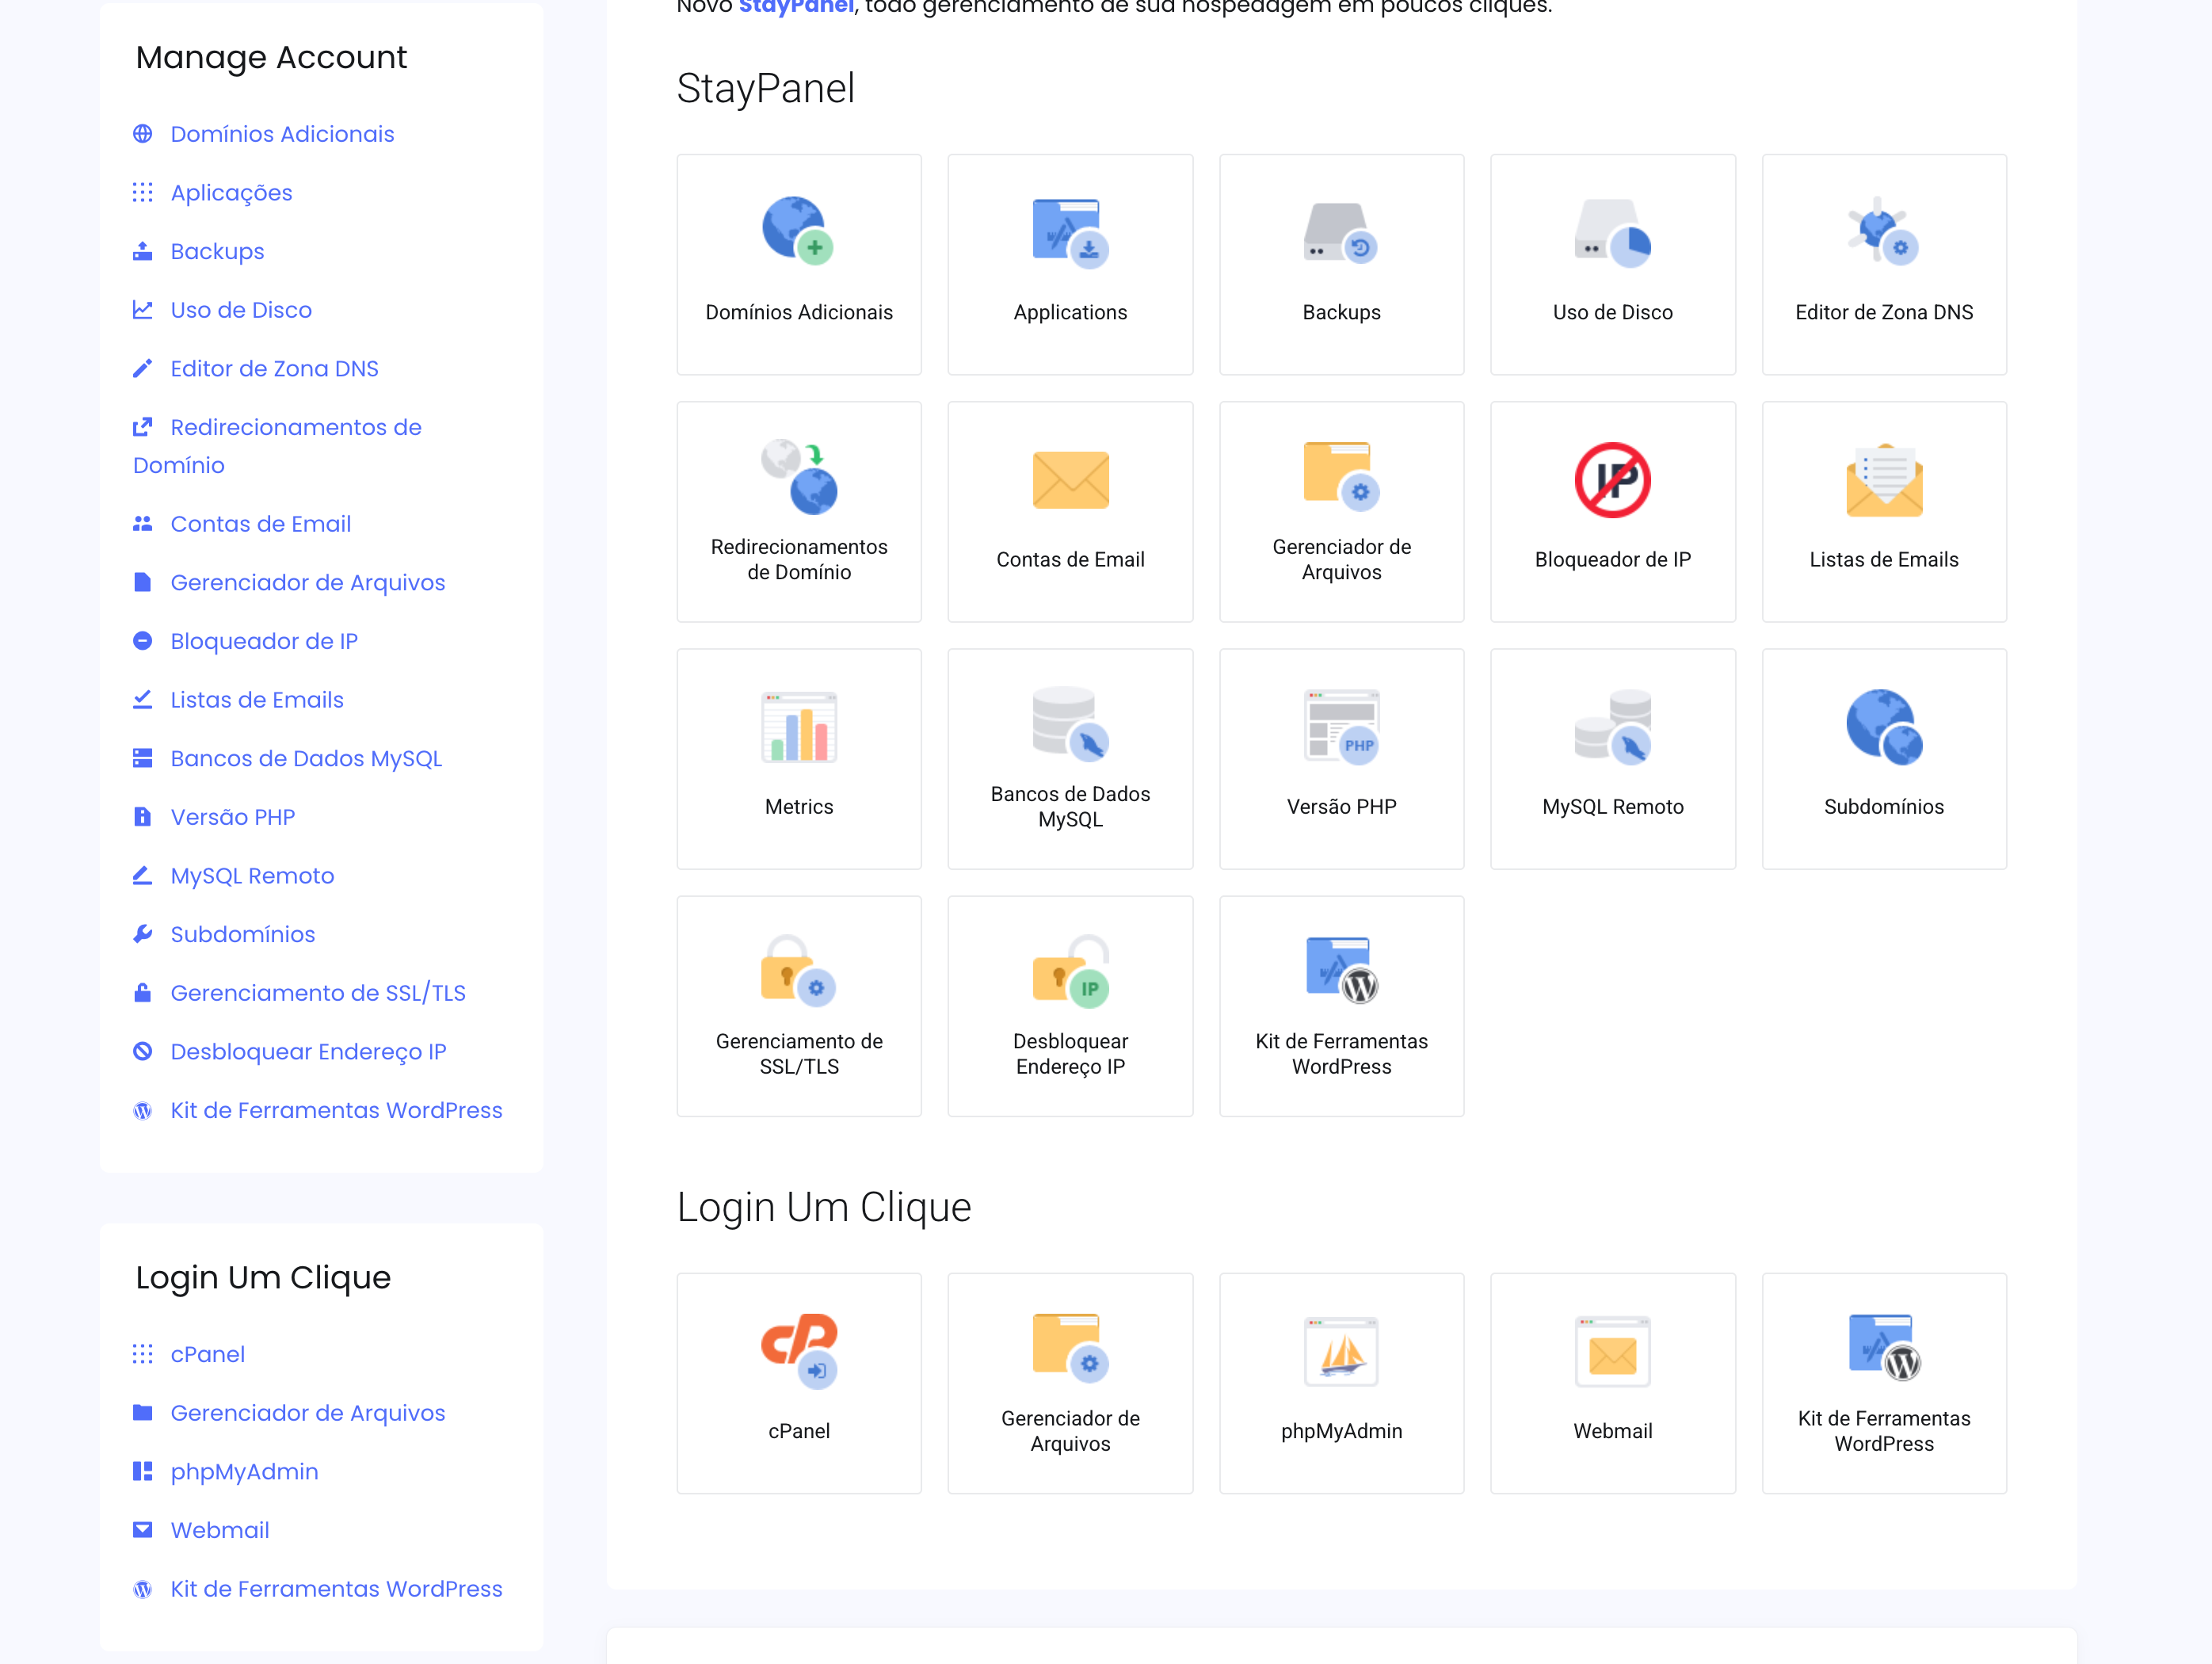 Manage Account
Domínios Adicionais
Aplicações
Backups
Uso de Disco
Editor de Zona DNS
Redirecionamentos de
Domínio
Contas de Email
Gerenciador de Arquivos
Bloqueador de IP
Listas de Emails
Bancos de Dados MySQL
Versão PHP
MySQL Remoto
Subdomínios
Gerenciamento de SSL/TLS
Desbloquear Endereço IP
Kit de Ferramentas WordPress
Login Um Clique
cPanel
Gerenciador de Arquivos
phpMyAdmin
Webmail
Kit de Ferramentas WordPress
Novo StayPanel, todo gerenciamento de sua hospedagem em poucos cliques.
StayPanel
Domínios Adicionais
Applications
Backups
Uso de Disco
Editor de Zona DNS
Redirecionamentos
de Domínio
Contas de Email
Gerenciador de
Arquivos
IP
Bloqueador de IP
Listas de Emails
Metrics
Bancos de Dados
MySQL
PHP
Versão PHP
MySQL Remoto
Subdomínios
Gerenciamento de
SSL/TLS
IP
Desbloquear
Endereço IP
Kit de Ferramentas
WordPress
Login Um Clique
cP
cPanel
Gerenciador de
Arquivos
phpMyAdmin
Webmail
Kit de Ferramentas
WordPress